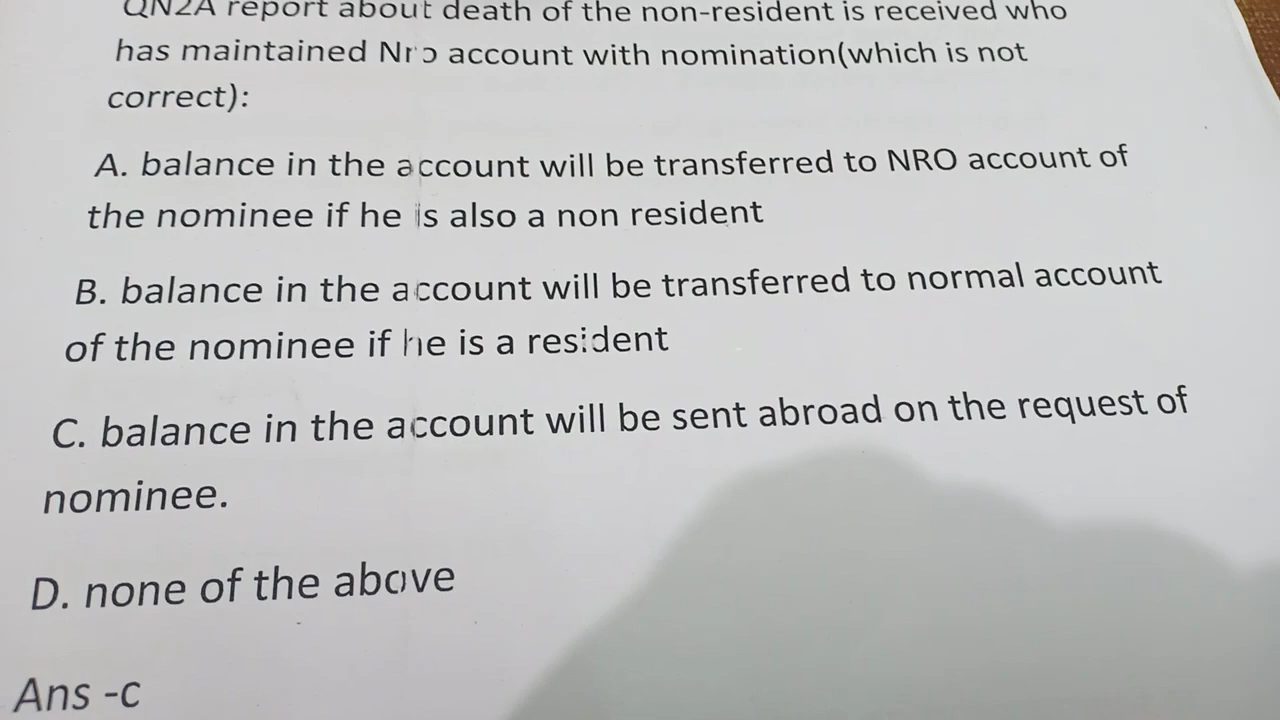 QN2A report about death of the non-resident is received who
has maintained Nro account with nomination(which is not
correct):
A. balance in the account will be transferred to NRO account of
the nominee if he is also a non resident
B. balance in the account will be transferred to normal account
of the nominee if he is a resident
C. balance in the account will be sent abroad on the request of
nominee.
D. none of the above
Ans -c